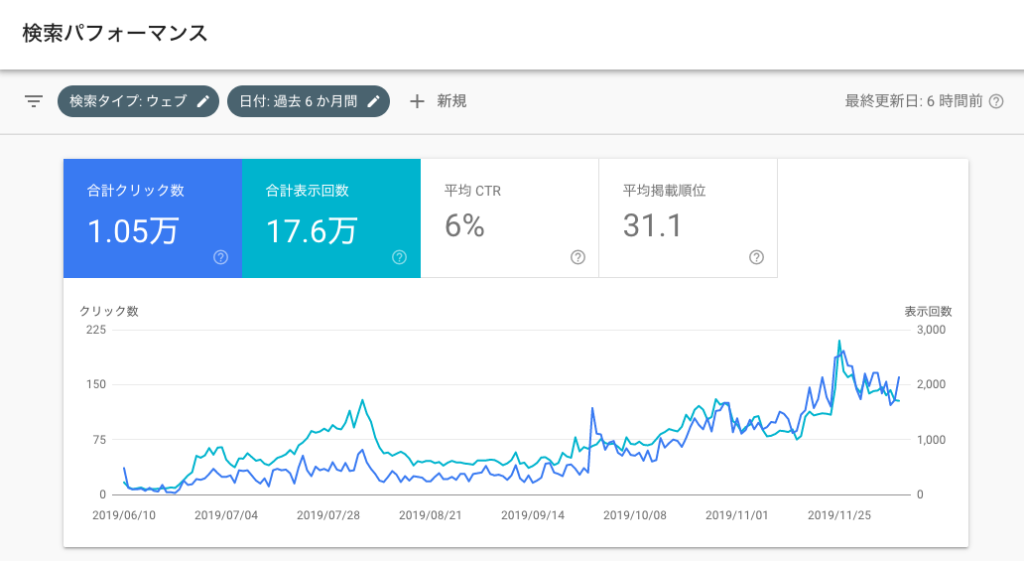 検索パフォーマンス
検索タイプ: ウェブ 日付: 過去 6 か月間 + 新規 最終更新日: 6 時間前
合計クリック数 合計表示回数 平均 CTR 平均掲載順位
1.05万 17.6万 6% 31.1
クリック数 表示回数
225 3,000
150 2,000
75 1,000
0 0
2019/06/10 2019/07/04 2019/07/28 2019/08/21 2019/09/14 2019/10/08 2019/11/01 2019/11/25